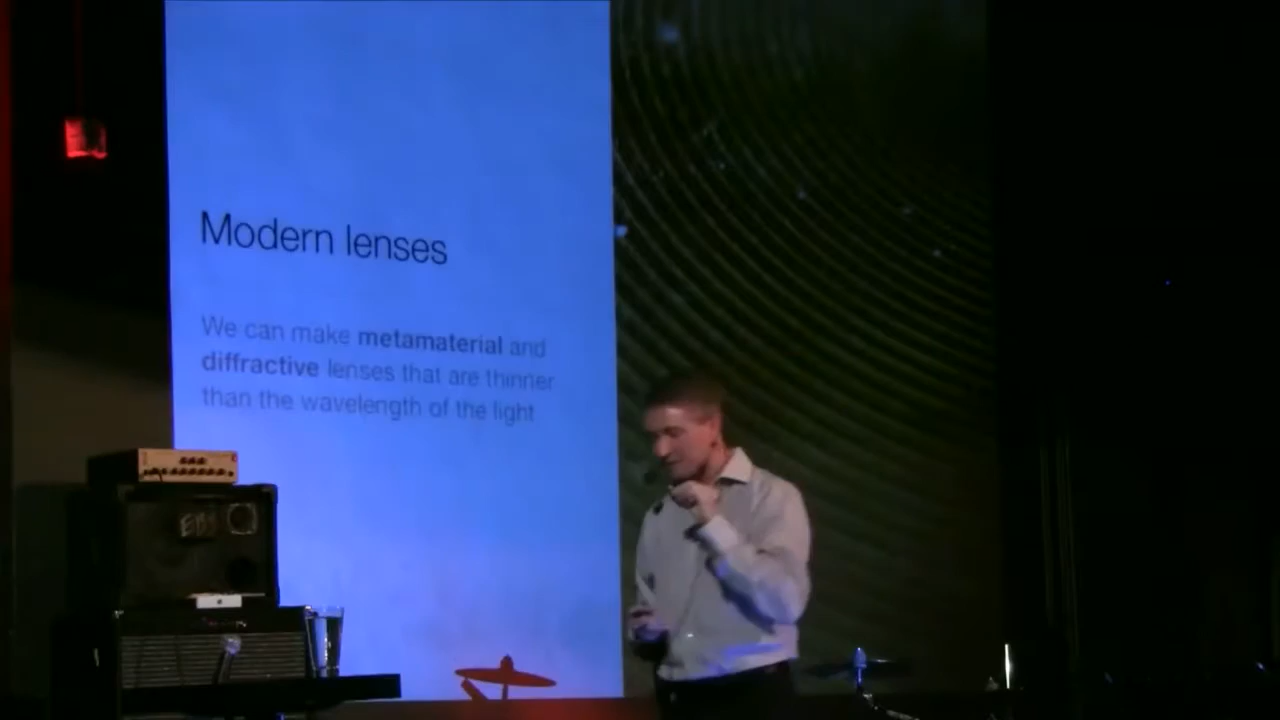 Modern lenses
We can make metamaterial and
diffractive lenses that are thinner
than the wavelength of the light